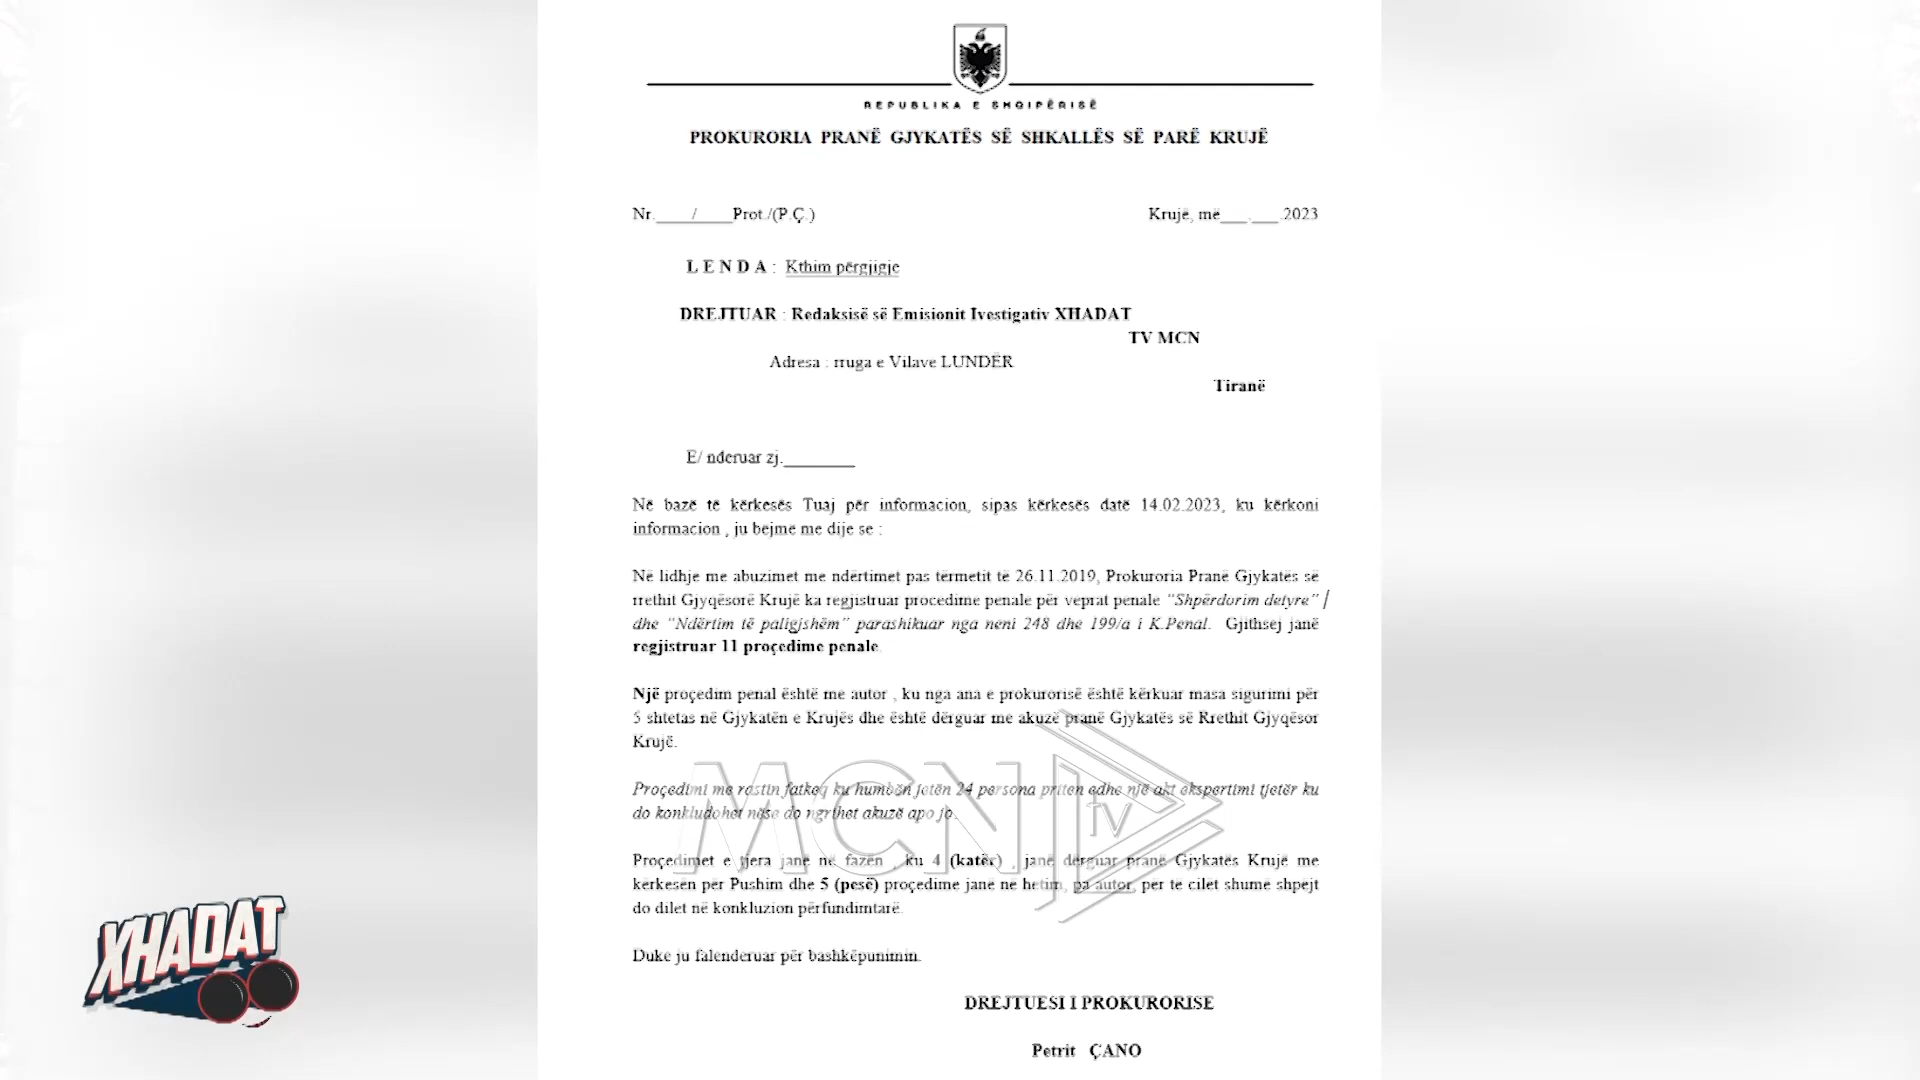 REPUBLIKA E SHQIPËRISË
PROKURORIA PRANË GJYKATËS SË SHKALLËS SË PARË KRUJË
Nr.____/____Prot./(P.Ç.) Krujë, më___.___.2023
L E N D A : Kthim përgjigje
DREJTUAR : Redaksisë së Emisionit Ivestigativ XHADAT
TV MCN
Adresa : rruga e Vilave LUNDËR
Tiranë
E/ nderuar zj.________
Në bazë të kërkesës Tuaj për informacion, sipas kërkesës datë 14.02.2023, ku kërkoni
informacion , ju bejme me dije se :
Në lidhje me abuzimet me ndërtimet pas tërmetit të 26.11.2019, Prokuroria Pranë Gjykatës së
rrethit Gjyqësorë Krujë ka regjistruar procedime penale për veprat penale “Shpërdorim detyre”
dhe “Ndërtim të paligjshëm” parashikuar nga neni 248 dhe 199/a i K.Penal. Gjithsej janë
regjistruar 11 proçedime penale.
Një proçedim penal është me autor , ku nga ana e prokurorisë është kërkuar masa sigurimi për
5 shtetas në Gjykatën e Krujës dhe është dërguar me akuzë pranë Gjykatës së Rrethit Gjyqësor
Krujë.
Proçedimi me rastin fatkeq ku humbën jetën 24 persona priten edhe një akt ekspertimi tjetër ku
do konkludohet nëse do ngrihet akuzë apo jo.
Proçedimet e tjera janë në fazën , ku 4 (katër) , janë dërguar pranë Gjykatës Krujë me
kërkesën për Pushim dhe 5 (pesë) proçedime janë në hetim, pa autor, për të cilët shumë shpejt
do dilet në konkluzion përfundimtarë.
Duke ju falenderuar për bashkëpunimin.
DREJTUESI I PROKURORISE
Petrit ÇANO
MCN TV
XHADAT